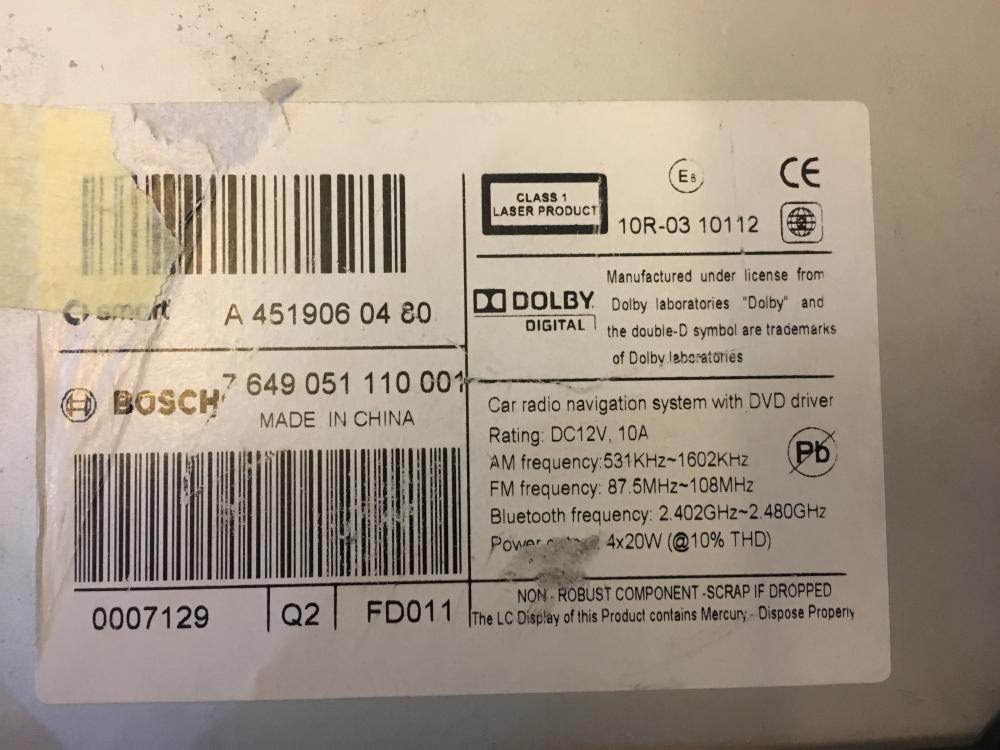 smart A 451906 04 80
BOSCH 7 649 051 110 001
MADE IN CHINA
0007129 Q2 FD011
CLASS 1
LASER PRODUCT
E8
CE
10R-03 10112
DOLBY
DIGITAL
Manufactured under license from
Dolby laboratories "Dolby" and
the double-D symbol are trademarks
of Dolby laboratories
Car radio navigation system with DVD driver
Rating: DC12V, 10A
AM frequency:531KHz~1602KHz
FM frequency: 87.5MHz~108MHz
Bluetooth frequency: 2.402GHz~2.480GHz
Power 4x20W (@10% THD)
Pb
NON - ROBUST COMPONENT -SCRAP IF DROPPED
The LC Display of this Product contains Mercury - Dispose Properly